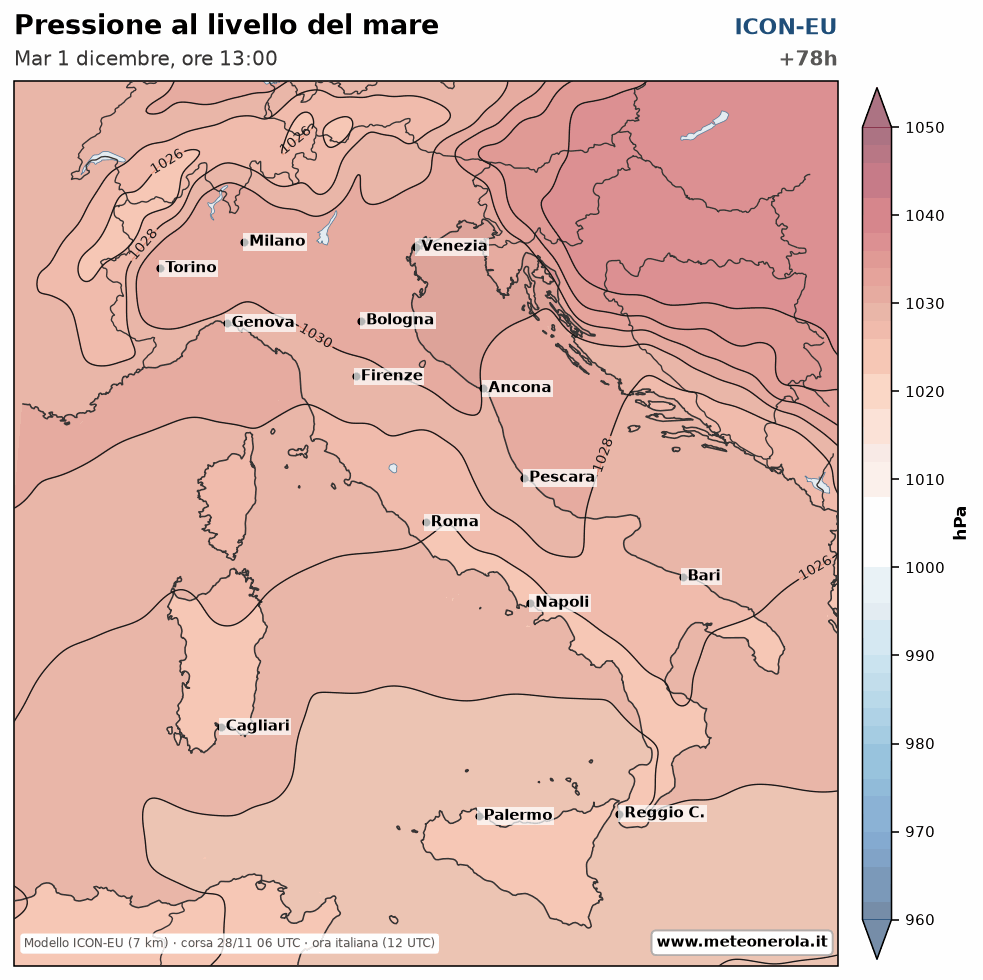 Pressione al livello del mare
ICON-EU
Mar 1 dicembre, ore 13:00
+78h
1026
1026
1028
Milano
Venezia
Torino
Genova
1030
Bologna
Firenze
Ancona
1028
Pescara
Roma
1026
Bari
Napoli
Cagliari
Palermo
Reggio C.
Modello ICON-EU (7 km) · corsa 28/11 06 UTC · ora italiana (12 UTC)
www.meteonerola.it
1050
1040
1030
1020
1010
1000
990
980
970
960
hPa